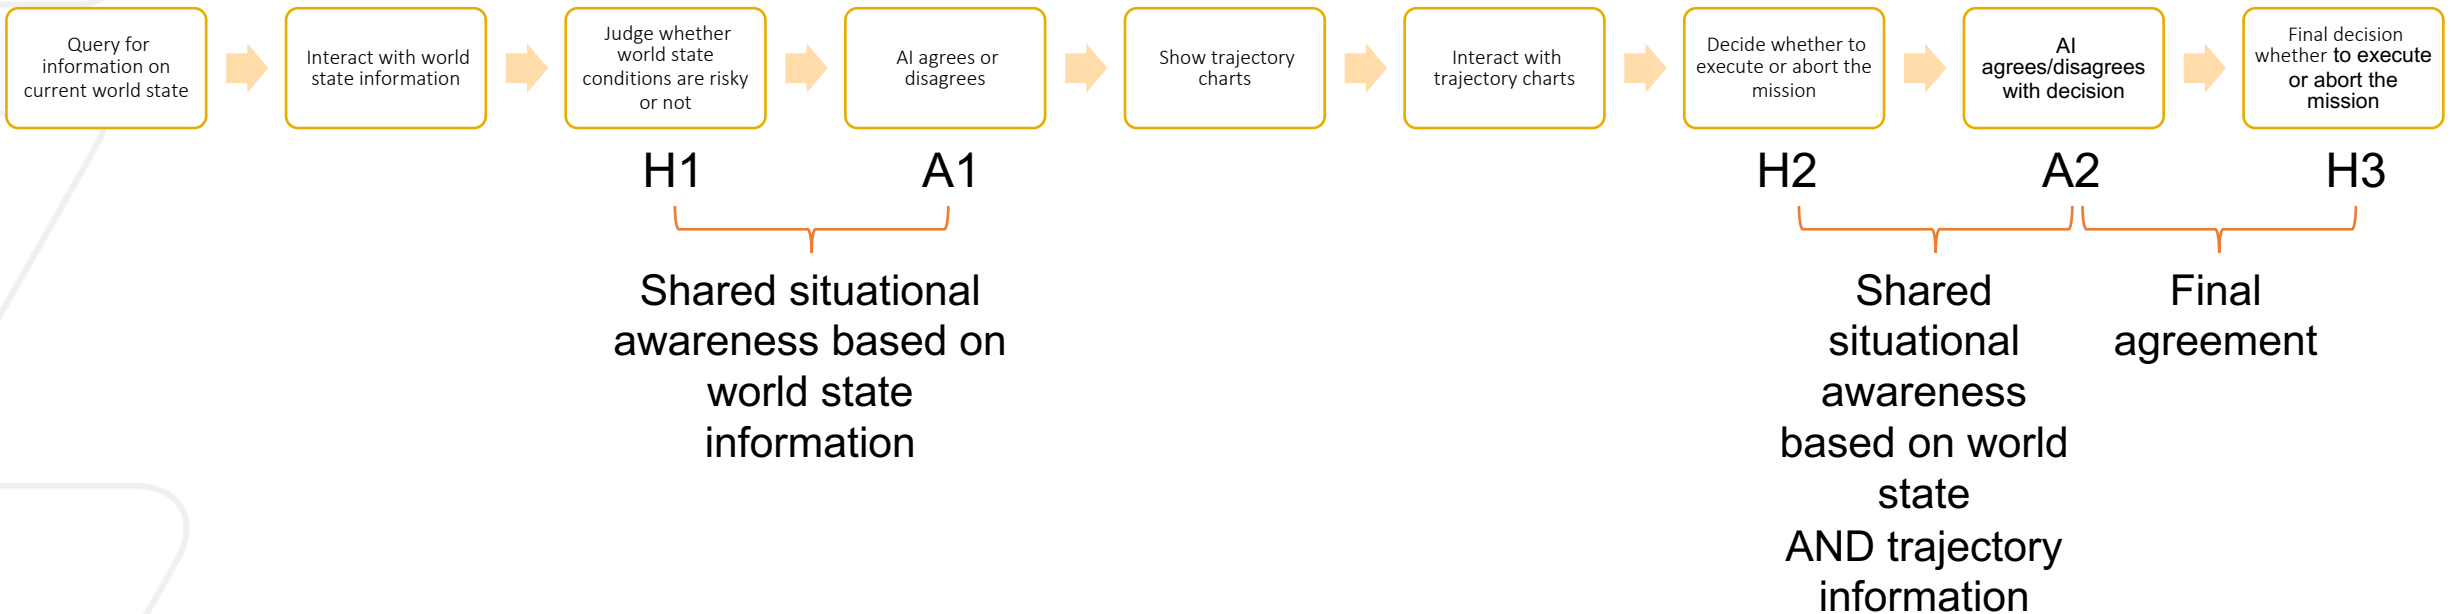 Query for
information on
current world state
Interact with world
state information
Judge whether
world state
conditions are risky
or not
AI agrees or
disagrees
Show trajectory
charts
Interact with
trajectory charts
Decide whether to
execute or abort the
mission
AI
agrees/disagrees
with decision
Final decision
whether to execute
or abort the
mission
H1
A1
H2
A2
H3
Shared situational
awareness based on
world state
information
Shared
situational
awareness
based on world
state
AND trajectory
information
Final
agreement